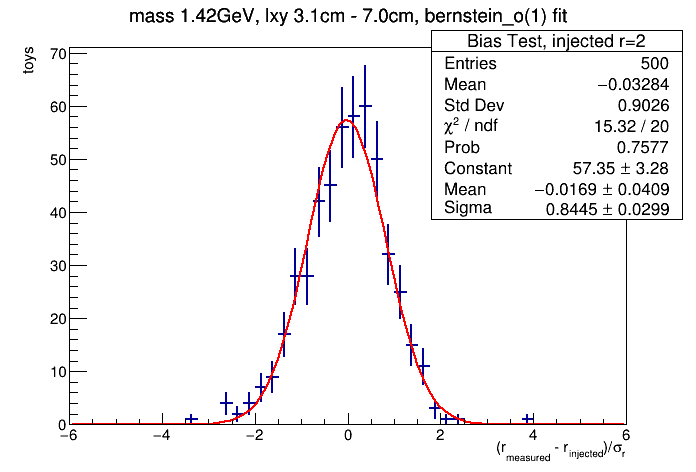 mass 1.42GeV, lxy 3.1cm - 7.0cm, bernstein_o(1) fit
toys
Bias Test, injected r=2
Entries 500
Mean −0.03284
Std Dev 0.9026
χ² / ndf 15.32 / 20
Prob 0.7577
Constant 57.35 ± 3.28
Mean −0.0169 ± 0.0409
Sigma 0.8445 ± 0.0299
70
60
50
40
30
20
10
0
−6 −4 −2 0 2 4 6
(r_measured - r_injected)/σ_r